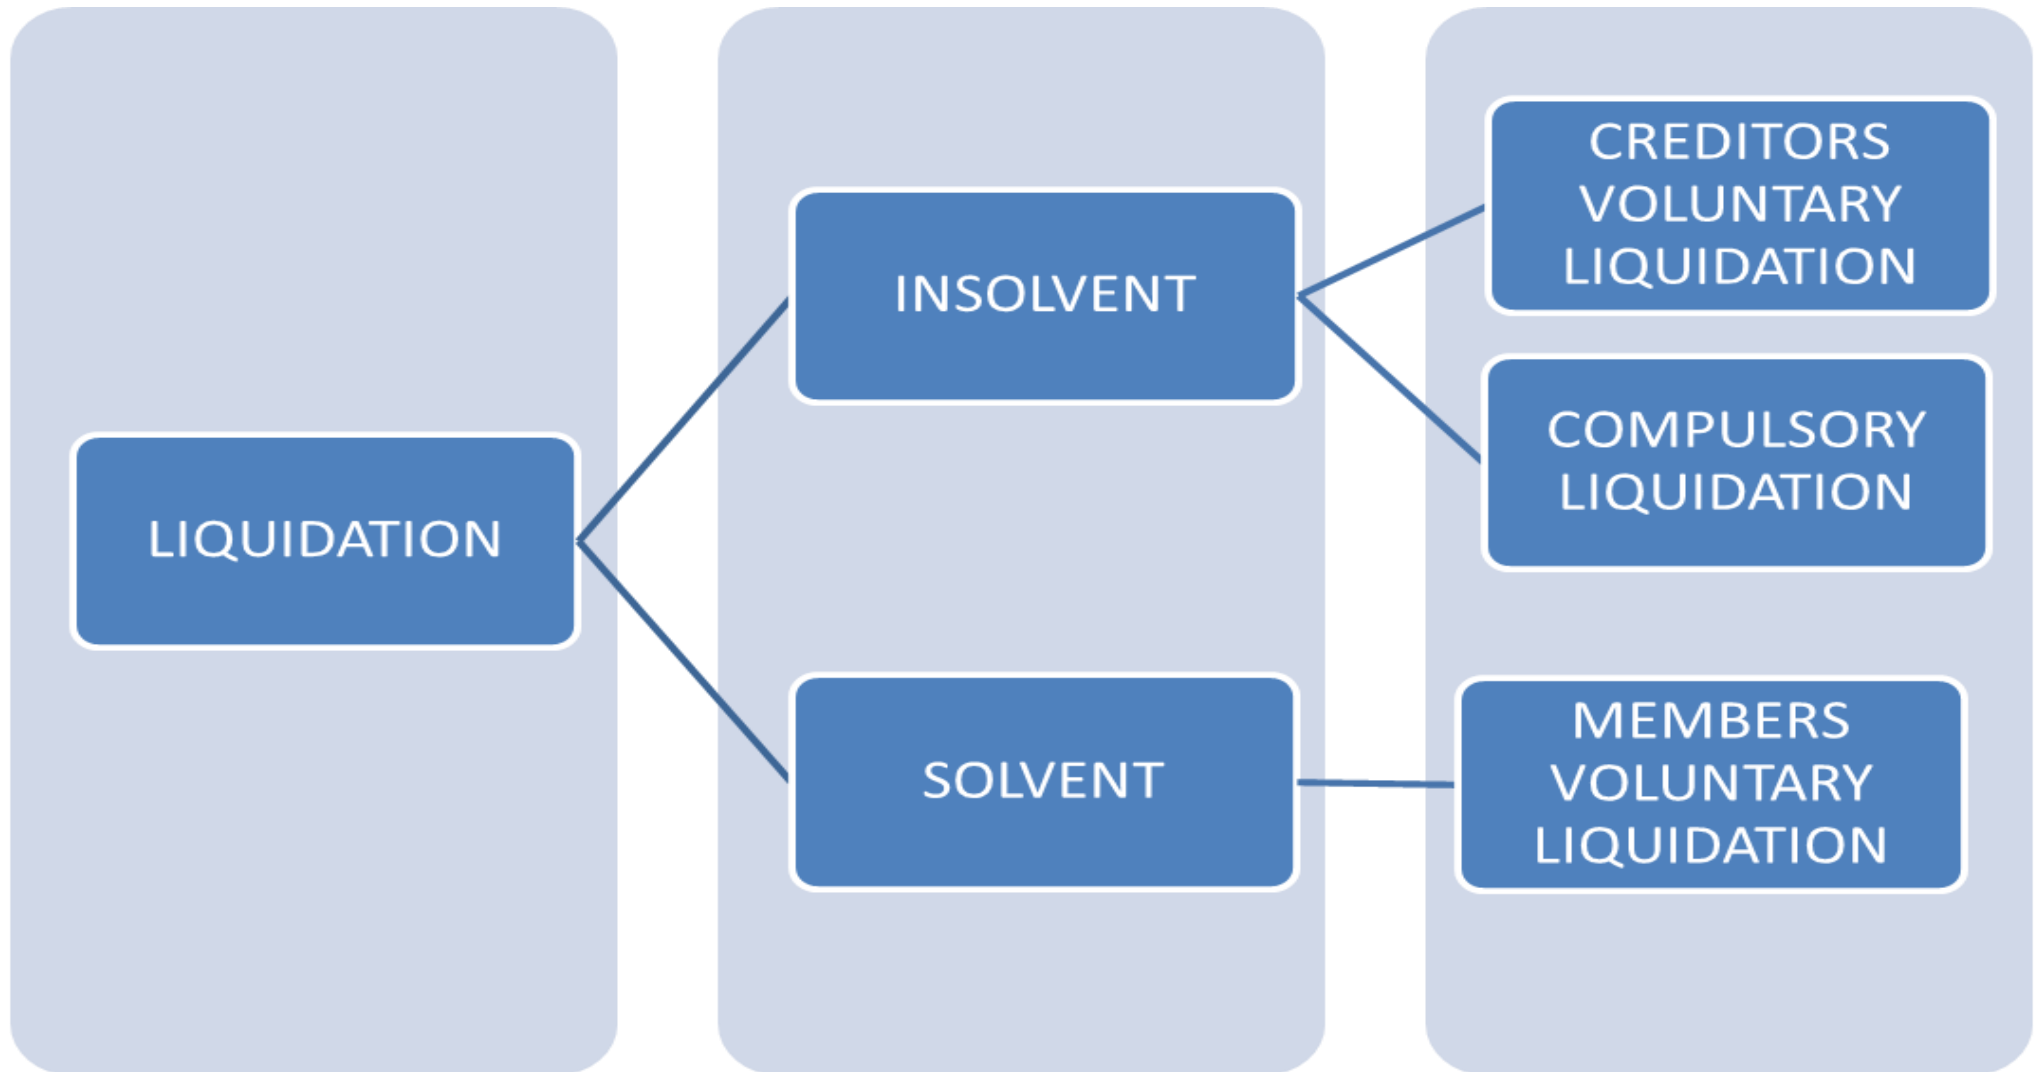 LIQUIDATION
INSOLVENT
SOLVENT
CREDITORS
VOLUNTARY
LIQUIDATION
COMPULSORY
LIQUIDATION
MEMBERS
VOLUNTARY
LIQUIDATION